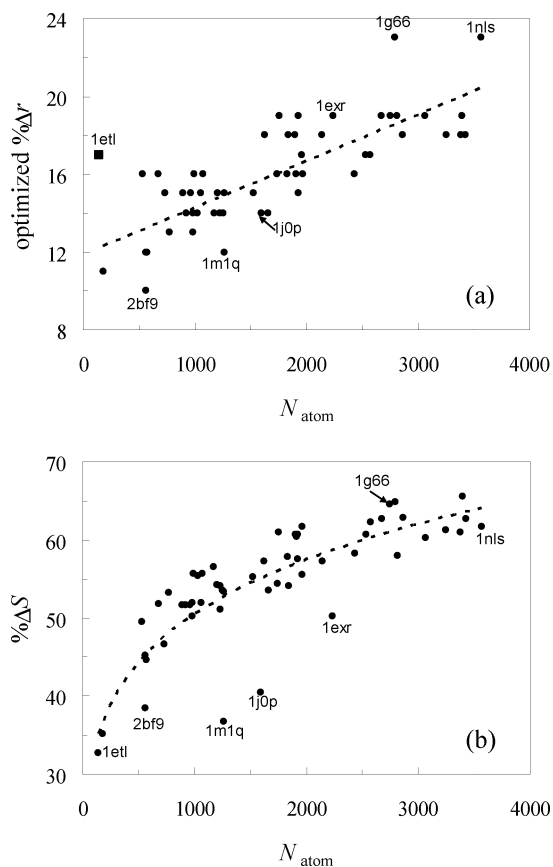 24
20
16
12
8
optimized %Δr
1g66
1nls
1exr
1etl
1j0p
1m1q
2bf9
(a)
0 1000 2000 3000 4000
N atom
70
60
50
40
30
%ΔS
1g66
1nls
1exr
1j0p
2bf9
1m1q
1etl
(b)
0 1000 2000 3000 4000
N atom